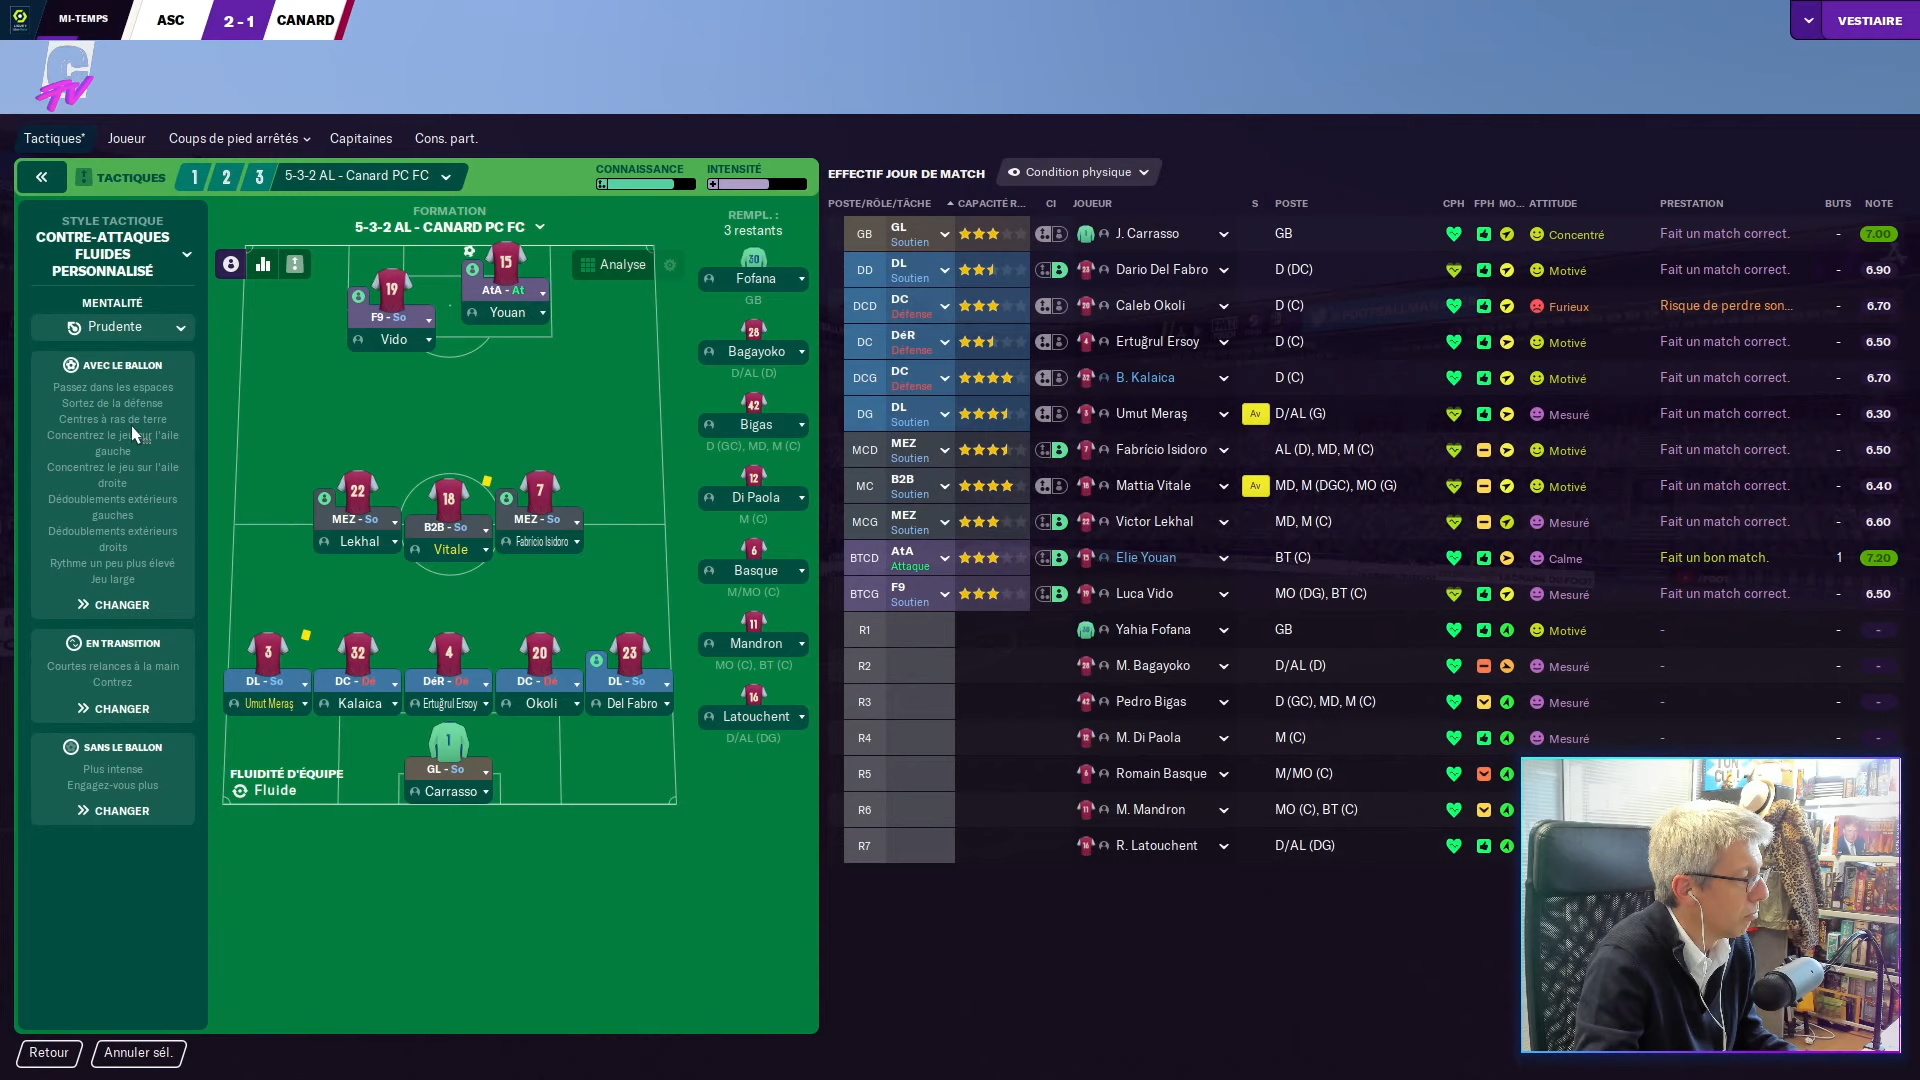 MI-TEMPS
ASC
2 - 1
CANARD
VESTIAIRE
TV
Tactiques*
Joueur
Coups de pied arrêtés
Capitaines
Cons. part.
TACTIQUES
1
2
3
5-3-2 AL - Canard PC FC
CONNAISSANCE
INTENSITÉ
STYLE TACTIQUE
CONTRE-ATTAQUES
FLUIDES
PERSONNALISÉ
MENTALITÉ
Prudente
AVEC LE BALLON
Passez dans les espaces
Sortez de la défense
Centres à ras de terre
Concentrez le jeu sur l'aile
gauche
Concentrez le jeu sur l'aile
droite
Dédoublements extérieurs
gauches
Dédoublements extérieurs
droits
Rythme un peu plus élevé
Jeu large
CHANGER
EN TRANSITION
Courtes relances à la main
Contrez
CHANGER
SANS LE BALLON
Plus intense
Engagez-vous plus
CHANGER
FORMATION
5-3-2 AL - CANARD PC FC
Analyse
15
AtA - At
Youan
19
F9 - So
Vido
22
MEZ - So
Lekhal
18
B2B - So
Vitale
7
MEZ - So
Fabrício Isidoro
3
DL - So
Umut Meraş
32
DC - Dé
Kalaica
4
DéR - Dé
Ertuğrul Ersoy
20
DC - Dé
Okoli
23
DL - So
Del Fabro
1
GL - So
Carrasso
FLUIDITÉ D'ÉQUIPE
Fluide
REMPL. :
3 restants
30
Fofana
GB
28
Bagayoko
D/AL (D)
42
Bigas
D (GC), MD, M (C)
12
Di Paola
M (C)
6
Basque
M/MO (C)
11
Mandron
MO (C), BT (C)
16
Latouchent
D/AL (DG)
EFFECTIF JOUR DE MATCH
Condition physique
POSTE/RÔLE/TÂCHE CAPACITÉ R... CI JOUEUR S POSTE CPH FPH MO... ATTITUDE PRESTATION BUTS NOTE
GB GL Soutien J. Carrasso GB Concentré Fait un match correct. - 7.00
DD DL Soutien Dario Del Fabro D (DC) Motivé Fait un match correct. - 6.90
DCD DC Défense Caleb Okoli D (C) Furieux Risque de perdre son... - 6.70
DC DéR Défense Ertuğrul Ersoy D (C) Motivé Fait un match correct. - 6.50
DCG DC Défense B. Kalaica D (C) Motivé Fait un match correct. - 6.70
DG DL Soutien Umut Meraş Av D/AL (G) Mesuré Fait un match correct. - 6.30
MCD MEZ Soutien Fabrício Isidoro AL (D), MD, M (C) Motivé Fait un match correct. - 6.50
MC B2B Soutien Mattia Vitale Av MD, M (DGC), MO (G) Motivé Fait un match correct. - 6.40
MCG MEZ Soutien Victor Lekhal MD, M (C) Mesuré Fait un match correct. - 6.60
BTCD AtA Attaque Elie Youan BT (C) Calme Fait un bon match. 1 7.20
BTCG F9 Soutien Luca Vido MO (DG), BT (C) Mesuré Fait un match correct. - 6.50
R1 Yahia Fofana GB Motivé - -
R2 M. Bagayoko D/AL (D) Mesuré - -
R3 Pedro Bigas D (GC), MD, M (C) Mesuré - -
R4 M. Di Paola M (C) Mesuré - -
R5 Romain Basque M/MO (C)
R6 M. Mandron MO (C), BT (C)
R7 R. Latouchent D/AL (DG)
Retour
Annuler sél.